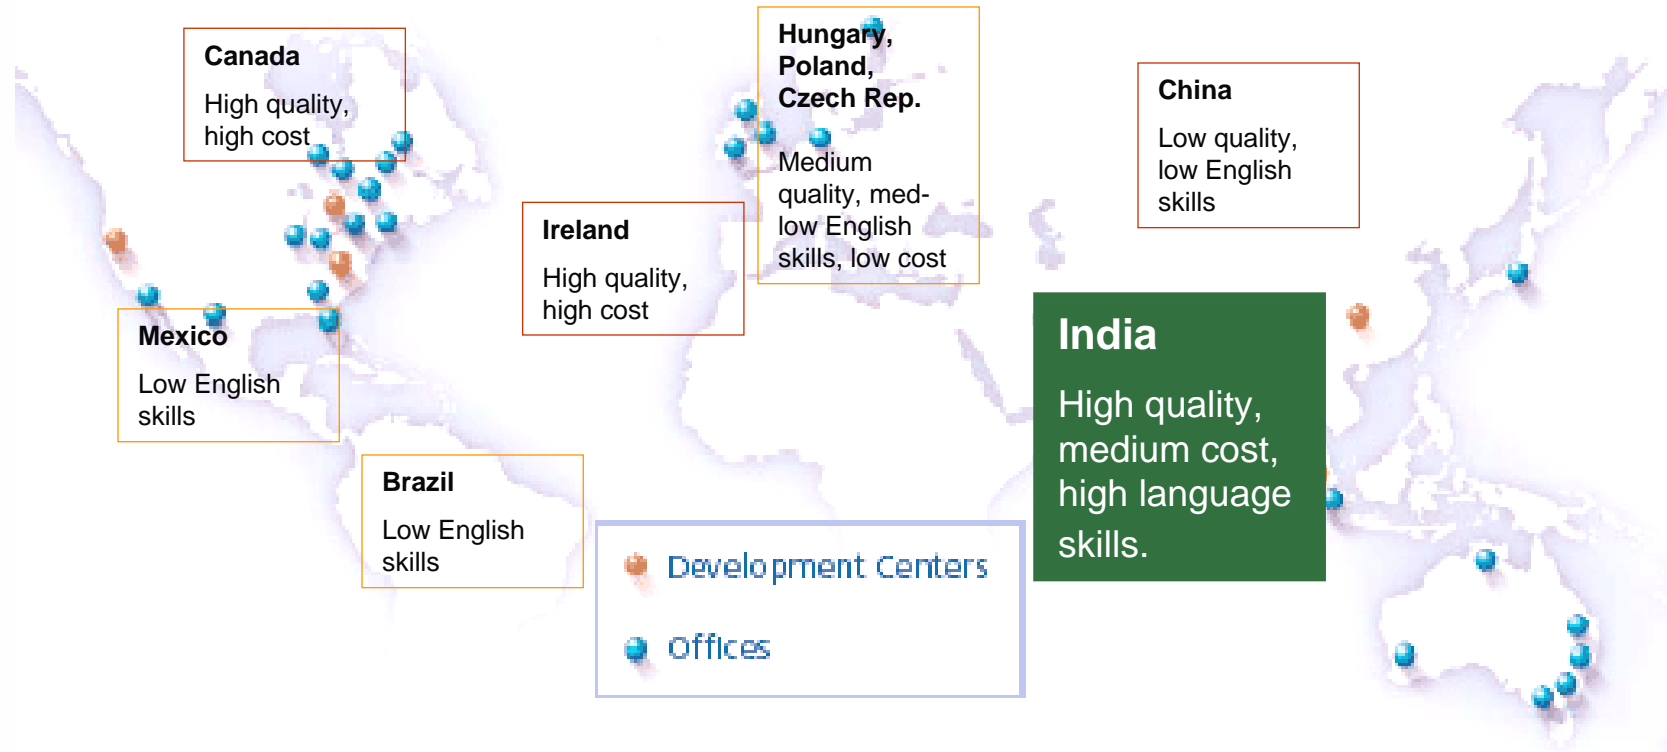 Canada
High quality,
high cost
Hungary,
Poland,
Czech Rep.
Medium
quality, med-
low English
skills, low cost
China
Low quality,
low English
skills
Ireland
High quality,
high cost
Mexico
Low English
skills
India
High quality,
medium cost,
high language
skills.
Brazil
Low English
skills
Development Centers
Offices